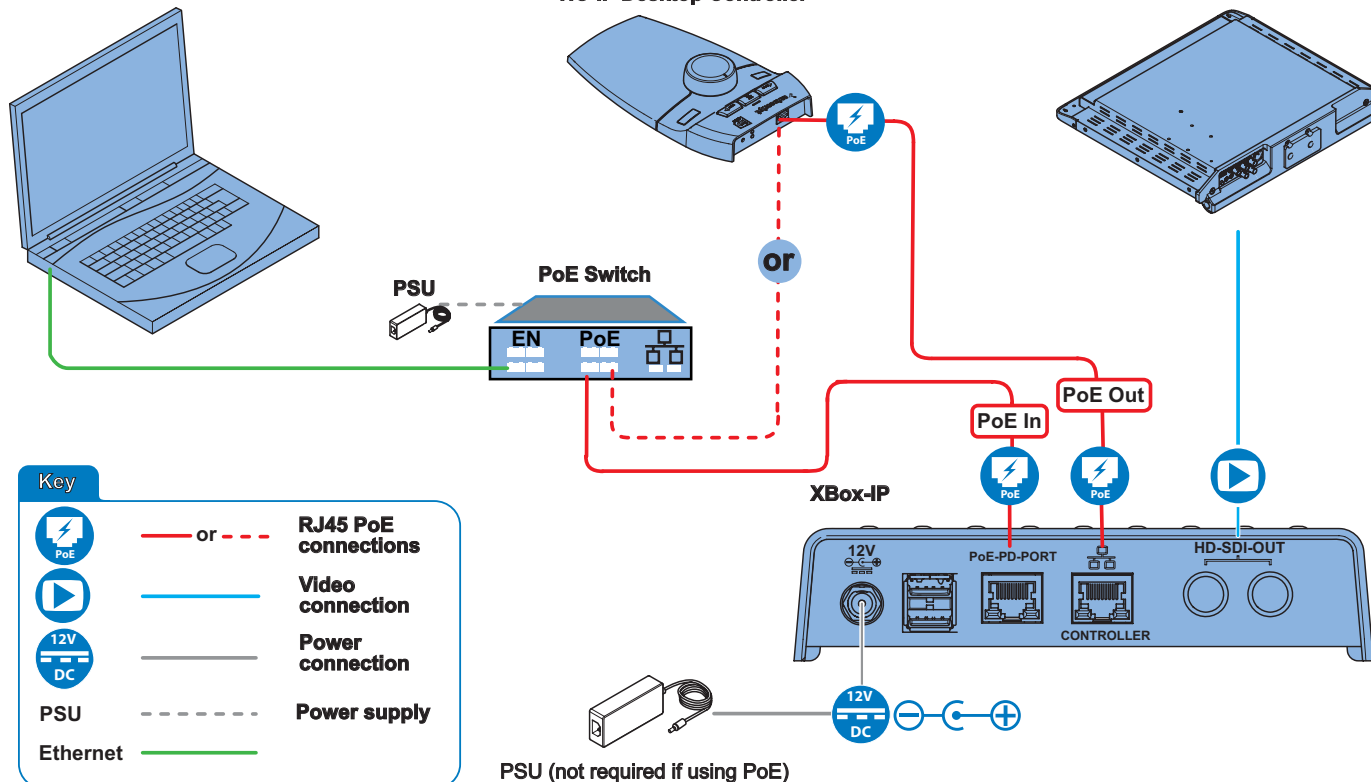 PoE
or
PSU
PoE Switch
EN PoE
PoE Out
PoE In
PoE
PoE
XBox-IP
12V
PoE-PD-PORT
HD-SDI-OUT
CONTROLLER
Key
PoE
or
RJ45 PoE
connections
Video
connection
12V
DC
Power
connection
PSU
Power supply
Ethernet
12V
DC
PSU (not required if using PoE)